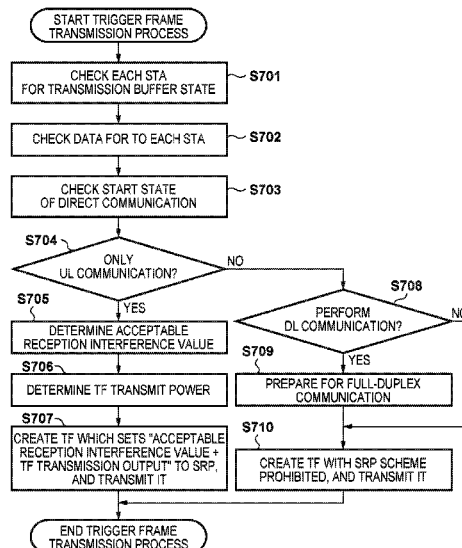 START TRIGGER FRAME
TRANSMISSION PROCESS
CHECK EACH STA
FOR TRANSMISSION BUFFER STATE
S701
CHECK DATA FOR TO EACH STA
S702
CHECK START STATE
OF DIRECT COMMUNICATION
S703
S704
ONLY
UL COMMUNICATION?
NO
YES
S705
DETERMINE ACCEPTABLE
RECEPTION INTERFERENCE VALUE
S706
DETERMINE TF TRANSMIT POWER
S707
CREATE TF WHICH SETS "ACCEPTABLE
RECEPTION INTERFERENCE VALUE +
TF TRANSMISSION OUTPUT" TO SRP,
AND TRANSMIT IT
S708
PERFORM
DL COMMUNICATION?
NO
YES
S709
PREPARE FOR FULL-DUPLEX
COMMUNICATION
S710
CREATE TF WITH SRP SCHEME
PROHIBITED, AND TRANSMIT IT
END TRIGGER FRAME
TRANSMISSION PROCESS